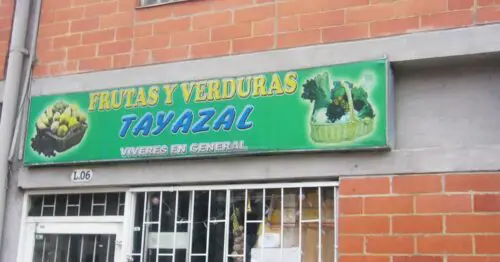 FRUTAS Y VERDURAS
TAYAZAL
VIVERES EN GENERAL
L.06